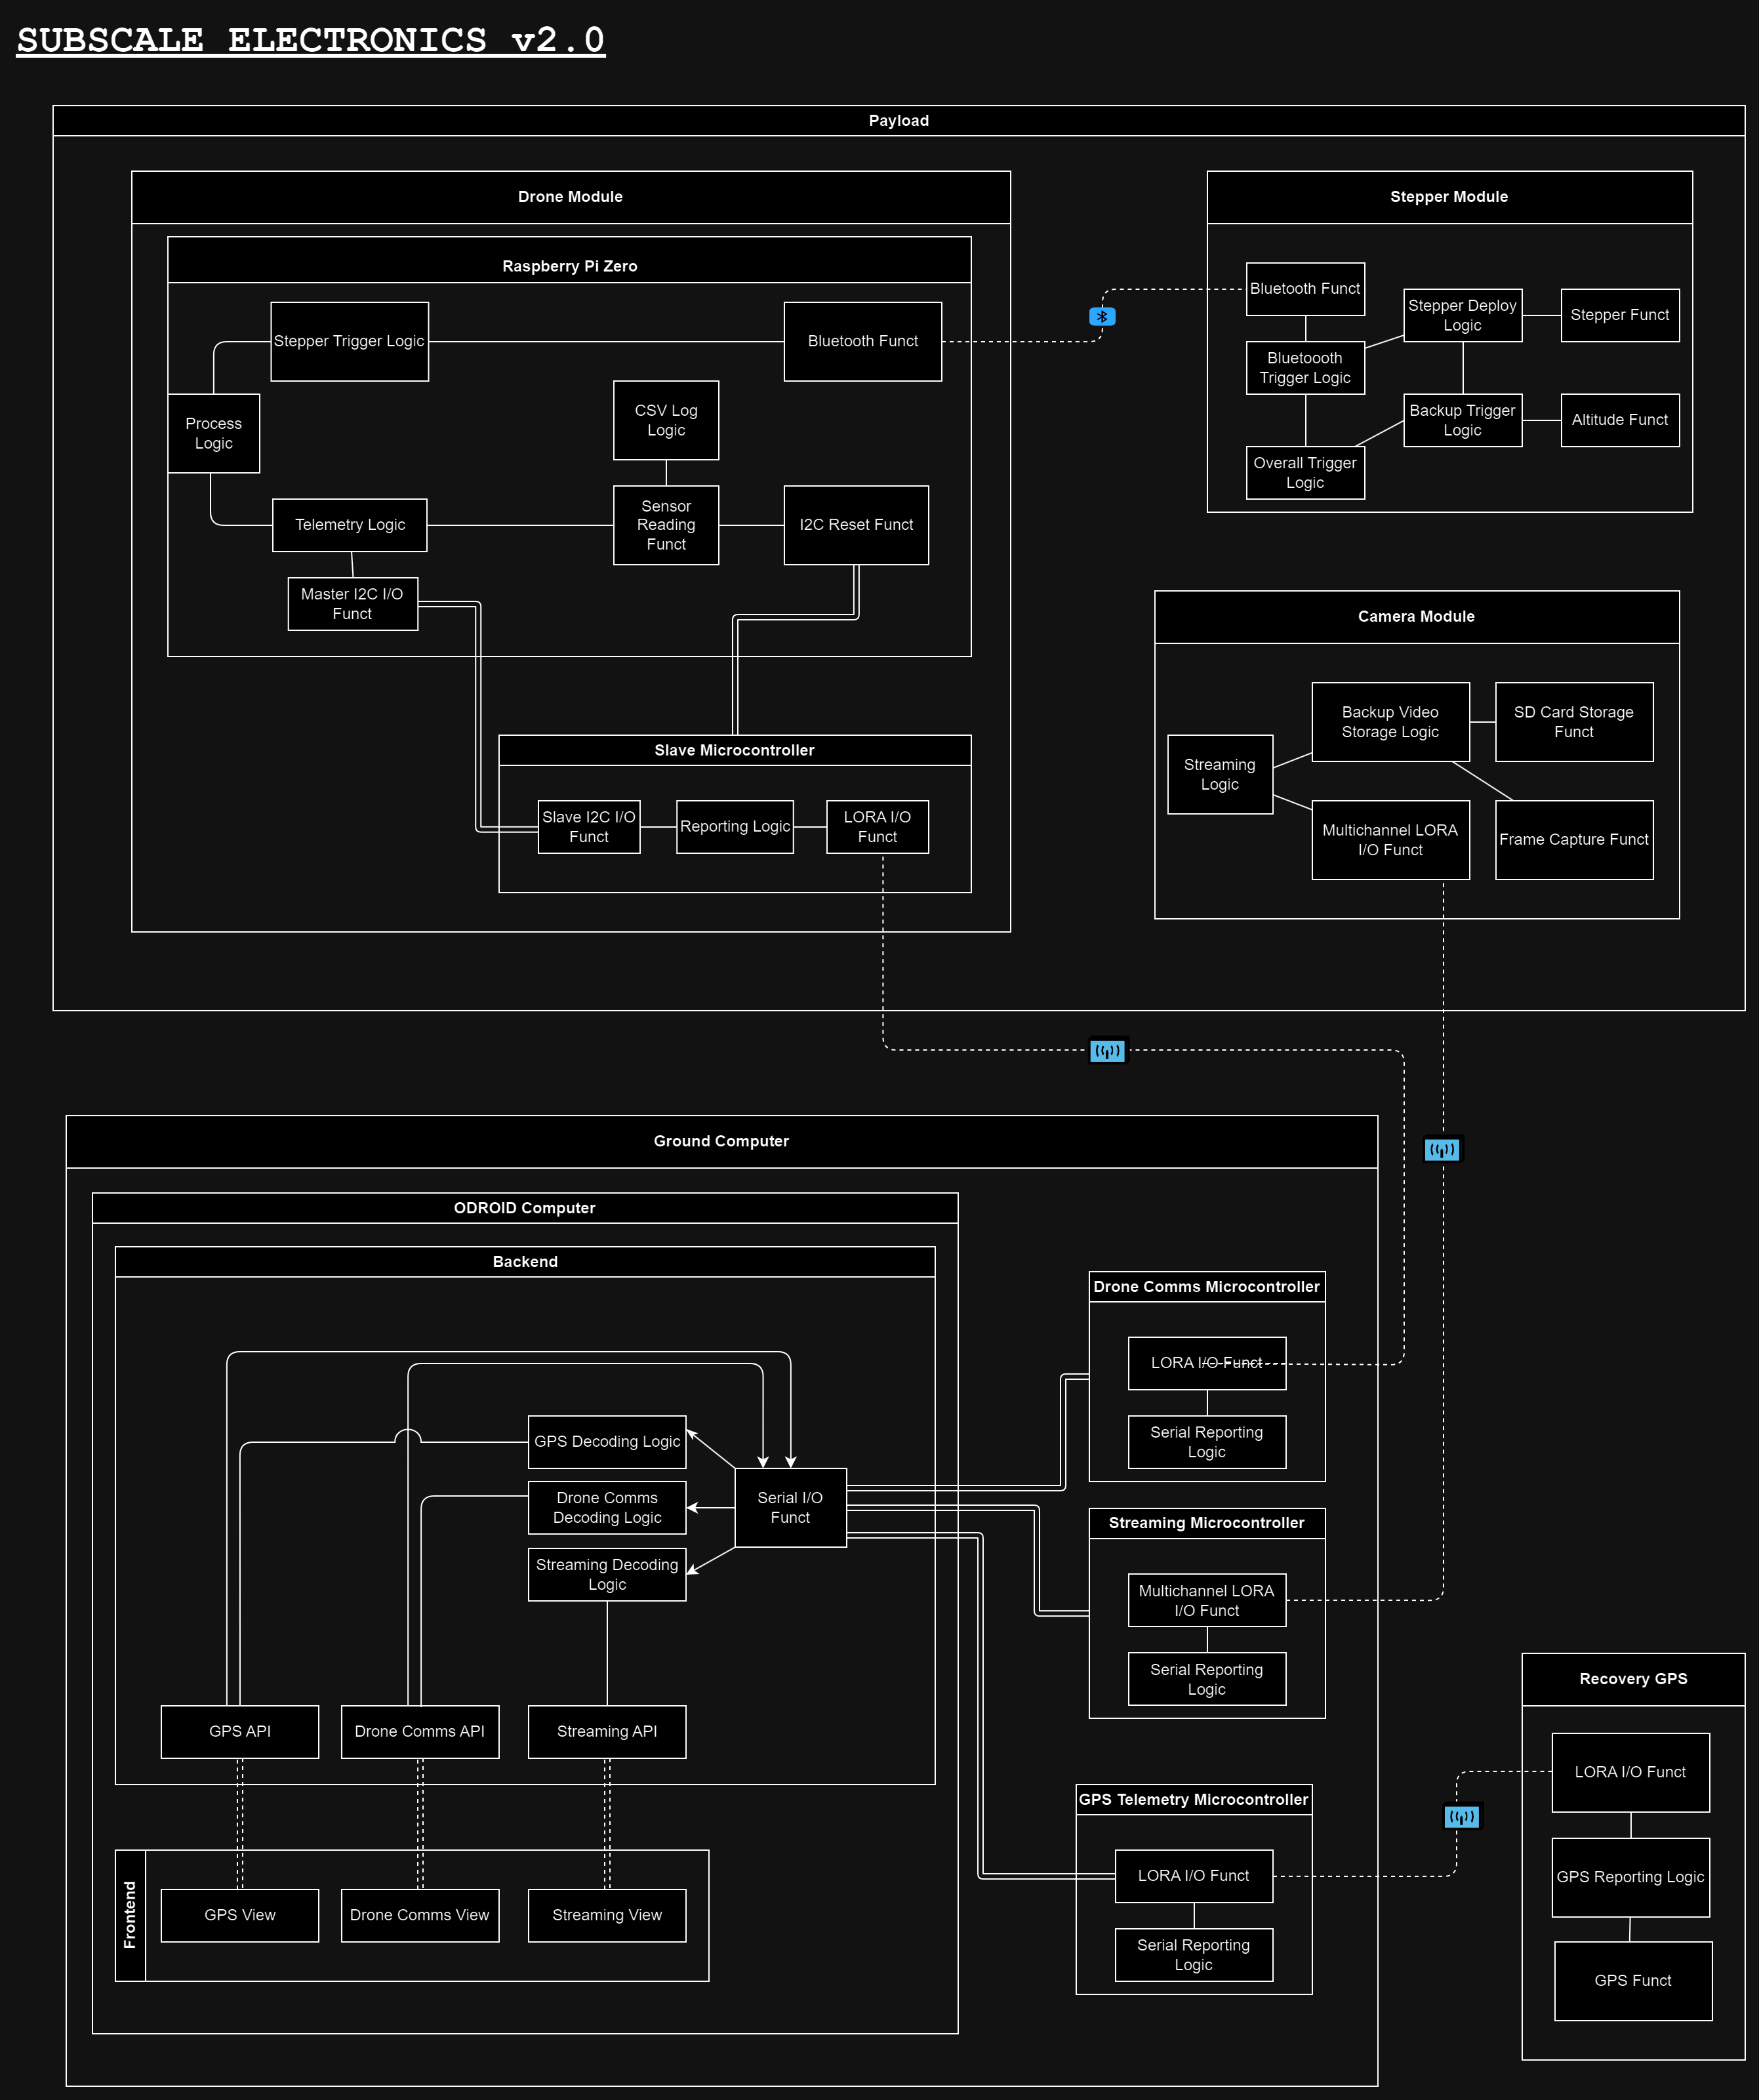 SUBSCALE ELECTRONICS v2.0
Payload
Drone Module
Raspberry Pi Zero
Stepper Trigger Logic
Bluetooth Funct
Process
Logic
CSV Log
Logic
Telemetry Logic
Sensor
Reading
Funct
I2C Reset Funct
Master I2C I/O
Funct
Slave Microcontroller
Slave I2C I/O
Funct
Reporting Logic
LORA I/O
Funct
Stepper Module
Bluetooth Funct
Stepper Deploy
Logic
Stepper Funct
Bluetoooth
Trigger Logic
Backup Trigger
Logic
Altitude Funct
Overall Trigger
Logic
Camera Module
Backup Video
Storage Logic
SD Card Storage
Funct
Streaming
Logic
Multichannel LORA
I/O Funct
Frame Capture Funct
Ground Computer
ODROID Computer
Backend
GPS Decoding Logic
Drone Comms
Decoding Logic
Streaming Decoding
Logic
Serial I/O
Funct
GPS API
Drone Comms API
Streaming API
Frontend
GPS View
Drone Comms View
Streaming View
Drone Comms Microcontroller
LORA I/O Funct
Serial Reporting
Logic
Streaming Microcontroller
Multichannel LORA
I/O Funct
Serial Reporting
Logic
GPS Telemetry Microcontroller
LORA I/O Funct
Serial Reporting
Logic
Recovery GPS
LORA I/O Funct
GPS Reporting Logic
GPS Funct